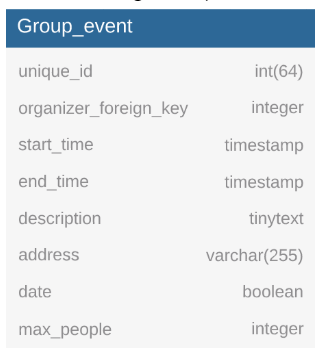 Group_event
unique_id int(64)
organizer_foreign_key integer
start_time timestamp
end_time timestamp
description tinytext
address varchar(255)
date boolean
max_people integer